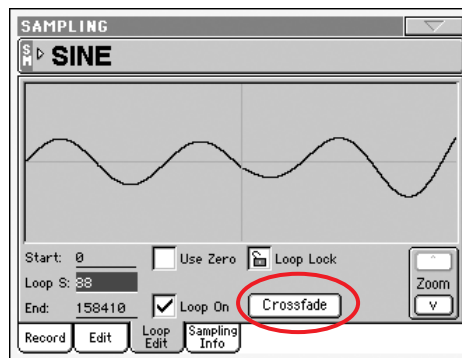 SAMPLING
SM SINE
Start: 0 Use Zero Loop Lock
Loop S: 88
End: 158410 Loop On Crossfade Zoom
Record Edit Loop Edit Sampling Info